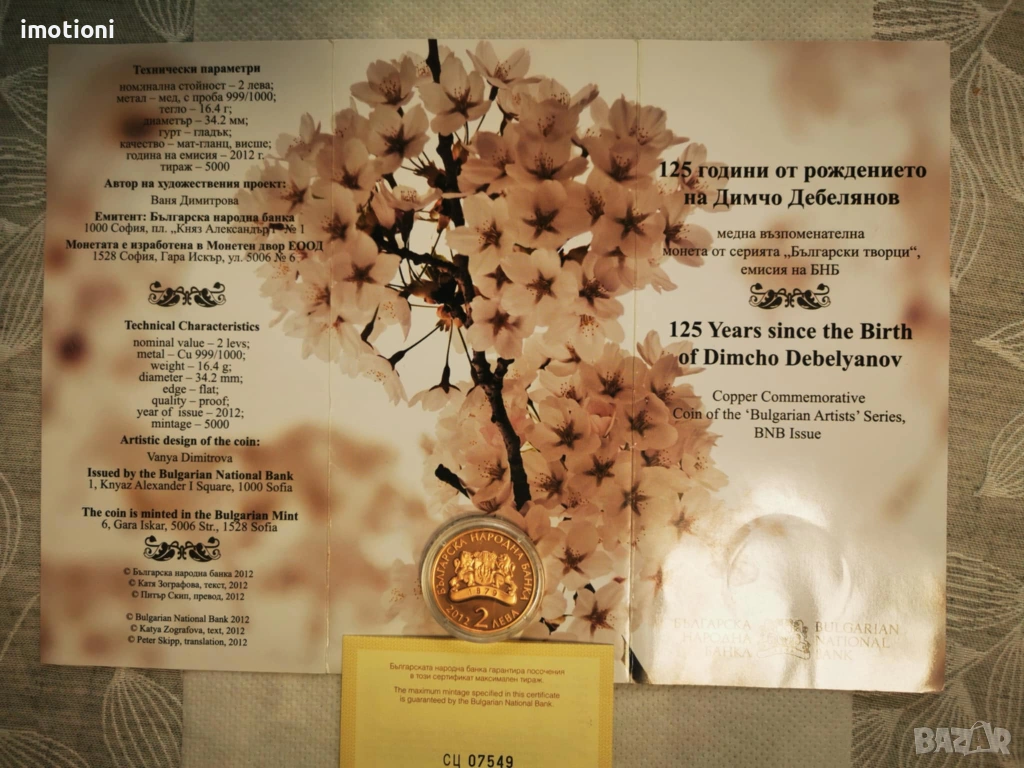 imotioni
Технически параметри
номинална стойност – 2 лева;
метал – мед, с проба 999/1000;
тегло – 16.4 г;
диаметър – 34.2 мм;
гурт – гладък;
качество – мат-гланц, висше;
година на емисия – 2012 г.
тираж – 5000
Автор на художествения проект:
Ваня Димитрова
Емитент: Българска народна банка
1000 София, пл. „Княз Александър I“ № 1
Монетата е изработена в Монетен двор ЕООД
1528 София, Гара Искър, ул. 5006 № 6
Technical Characteristics
nominal value – 2 levs;
metal – Cu 999/1000;
weight – 16.4 g;
diameter – 34.2 mm;
edge – flat;
quality – proof;
year of issue – 2012;
mintage – 5000
Artistic design of the coin:
Vanya Dimitrova
Issued by the Bulgarian National Bank
1, Knyaz Alexander I Square, 1000 Sofia
The coin is minted in the Bulgarian Mint
6, Gara Iskar, 5006 Str., 1528 Sofia
© Българска народна банка 2012
© Катя Зографова, текст, 2012
© Питър Скип, превод, 2012
© Bulgarian National Bank 2012
© Katya Zografova, text, 2012
© Peter Skipp, translation, 2012
125 години от рождението
на Димчо Дебелянов
медна възпоменателна
монета от серията „Български творци“,
емисия на БНБ
125 Years since the Birth
of Dimcho Debelyanov
Copper Commemorative
Coin of the ‘Bulgarian Artists’ Series,
BNB Issue
БЪЛГАРСКА
НАРОДНА
БАНКА
BULGARIAN
NATIONAL
BANK
БЪЛГАРСКА НАРОДНА БАНКА
1879
2012 2 ЛЕВА
Българската народна банка гарантира посочения
в този сертификат максимален тираж.
The maximum mintage specified in this certificate
is guaranteed by the Bulgarian National Bank.
СЦ 07549
BAZAR